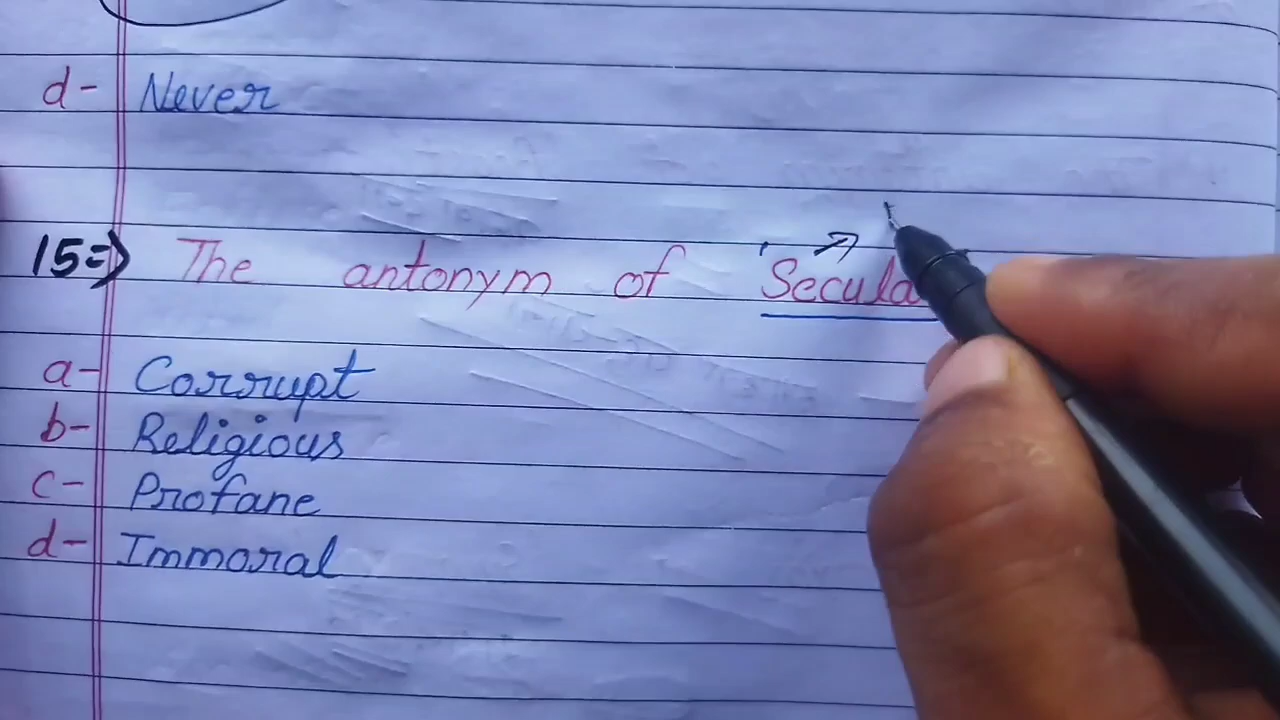 d- Never
15=> The antonym of 'Secula
a- Corrupt
b- Religious
c- Profane
d- Immoral